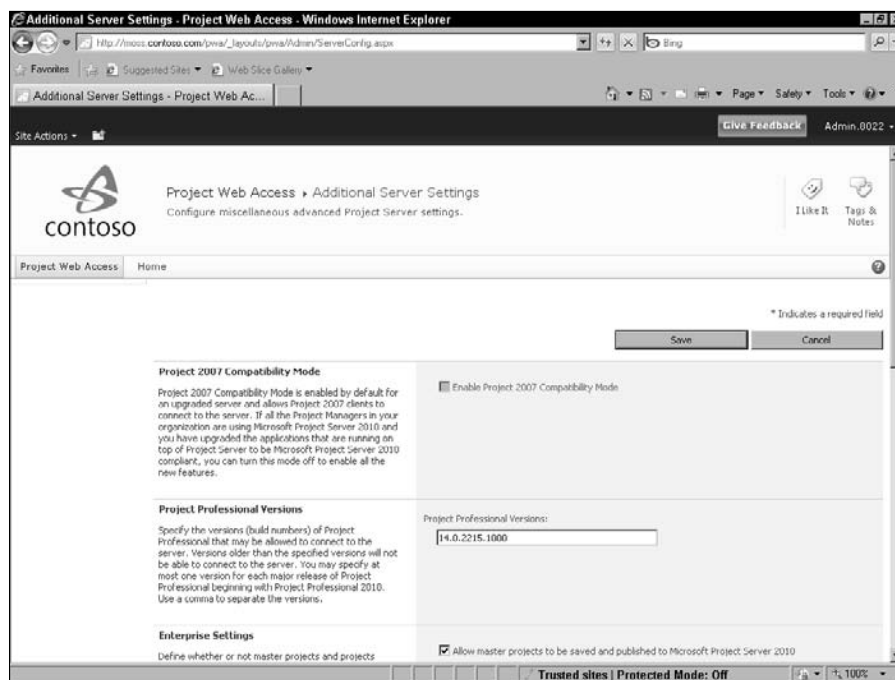 Additional Server Settings - Project Web Access - Windows Internet Explorer
http://moss.contoso.com/pwa/_layouts/pwa/Admin/ServerConfig.aspx
Bing
Favorites Suggested Sites Web Slice Gallery
Additional Server Settings - Project Web Ac...
Page Safety Tools
Site Actions
Give Feedback
Admin.0022
contoso
Project Web Access Additional Server Settings
Configure miscellaneous advanced Project Server settings.
I Like It
Tags &
Notes
Project Web Access Home
* Indicates a required field
Save Cancel
Project 2007 Compatibility Mode
Project 2007 Compatibility Mode is enabled by default for
an upgraded server and allows Project 2007 clients to
connect to the server. If all the Project Managers in your
organization are using Microsoft Project Server 2010 and
you have upgraded the applications that are running on
top of Project Server to be Microsoft Project Server 2010
compliant, you can turn this mode off to enable all the
new features.
Enable Project 2007 Compatibility Mode
Project Professional Versions
Specify the versions (build numbers) of Project
Professional that may be allowed to connect to the
server. Versions older than the specified versions will not
be able to connect to the server. You may specify at
most one version for each major release of Project
Professional beginning with Project Professional 2010.
Use a comma to separate the versions.
Project Professional Versions:
14.0.2215.1000
Enterprise Settings
Define whether or not master projects and projects
Allow master projects to be saved and published to Microsoft Project Server 2010
Trusted sites | Protected Mode: Off
100%